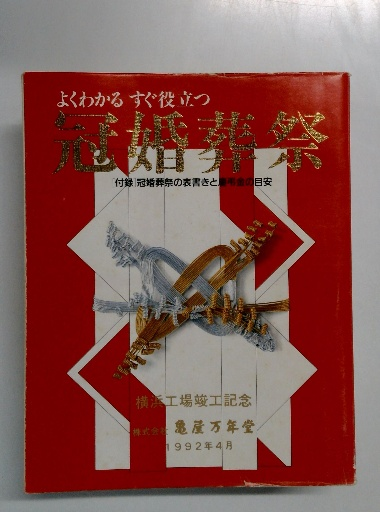 よくわかる すぐ役立つ
冠婚葬祭
付録 冠婚葬祭の表書きと慶弔金の目安
横浜工場竣工記念
株式会社 亀屋万年堂
1992年4月